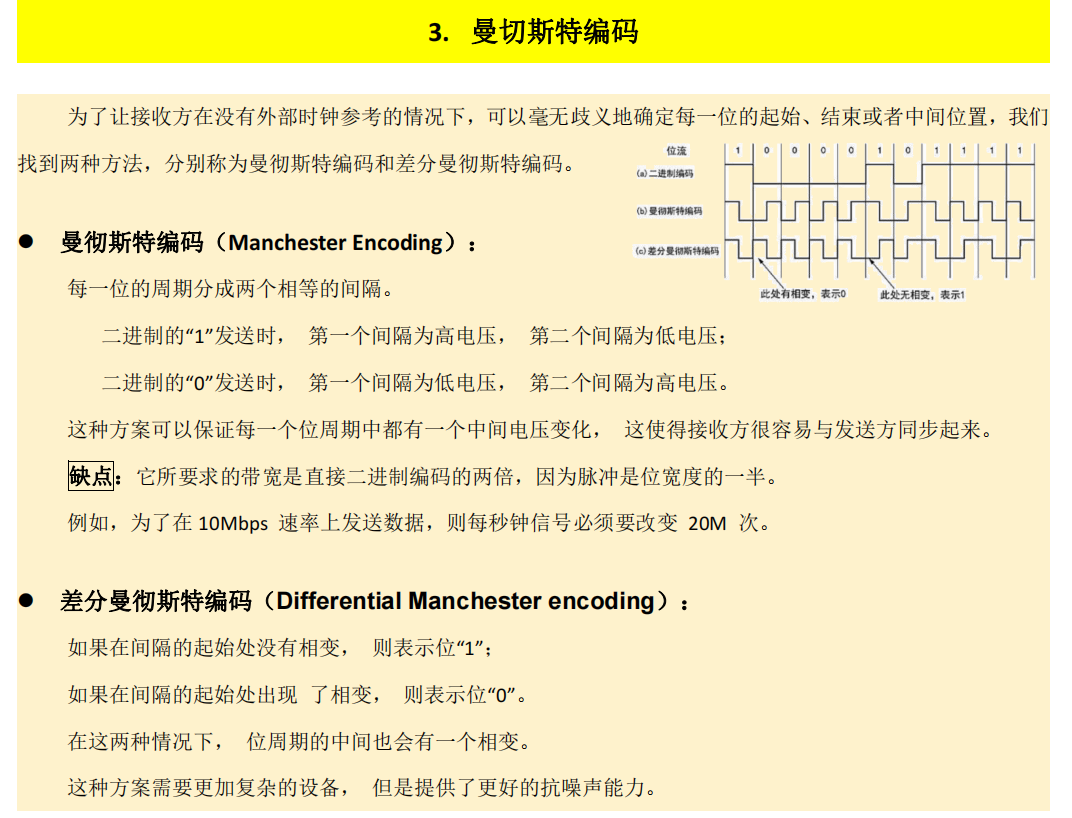 3. 曼切斯特编码
为了让接收方在没有外部时钟参考的情况下，可以毫无歧义地确定每一位的起始、结束或者中间位置，我们
找到两种方法，分别称为曼彻斯特编码和差分曼彻斯特编码。
位流 1 0 0 0 0 1 0 1 1 1 1
(a)二进制编码
(b)曼彻斯特编码
(c)差分曼彻斯特编码
此处有相变，表示0 此处无相变，表示1
● 曼彻斯特编码（Manchester Encoding）：
每一位的周期分成两个相等的间隔。
二进制的“1”发送时， 第一个间隔为高电压， 第二个间隔为低电压；
二进制的“0”发送时， 第一个间隔为低电压， 第二个间隔为高电压。
这种方案可以保证每一个位周期中都有一个中间电压变化， 这使得接收方很容易与发送方同步起来。
缺点：它所要求的带宽是直接二进制编码的两倍，因为脉冲是位宽度的一半。
例如，为了在 10Mbps 速率上发送数据，则每秒钟信号必须要改变 20M 次。
● 差分曼彻斯特编码（Differential Manchester encoding）：
如果在间隔的起始处没有相变， 则表示位“1”；
如果在间隔的起始处出现 了相变， 则表示位“0”。
在这两种情况下， 位周期的中间也会有一个相变。
这种方案需要更加复杂的设备， 但是提供了更好的抗噪声能力。